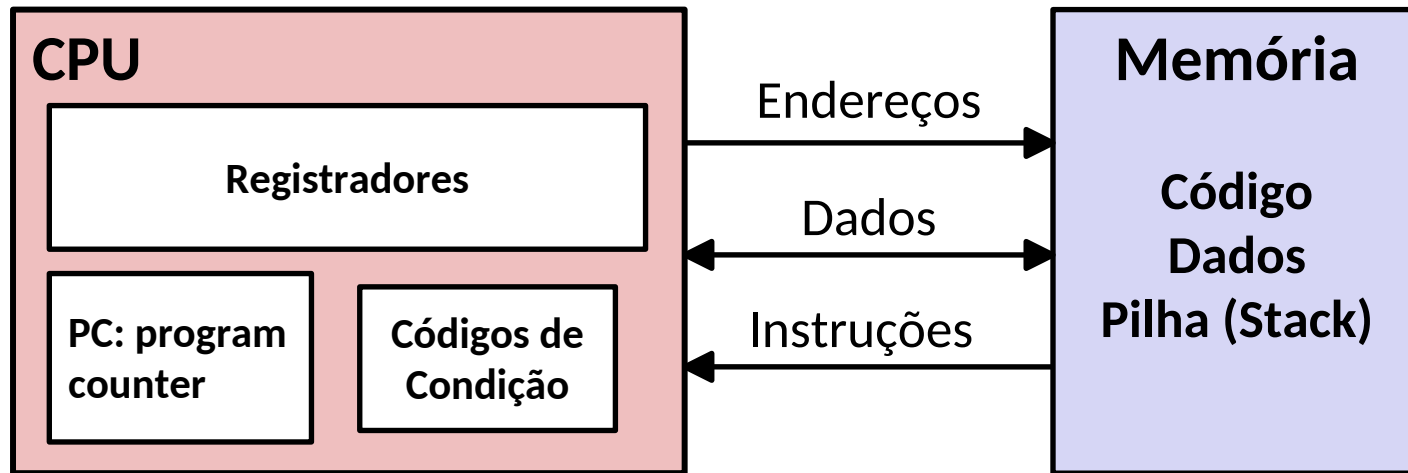 CPU
Registradores
PC: program
counter
Códigos de
Condição
Endereços
Dados
Instruções
Memória
Código
Dados
Pilha (Stack)